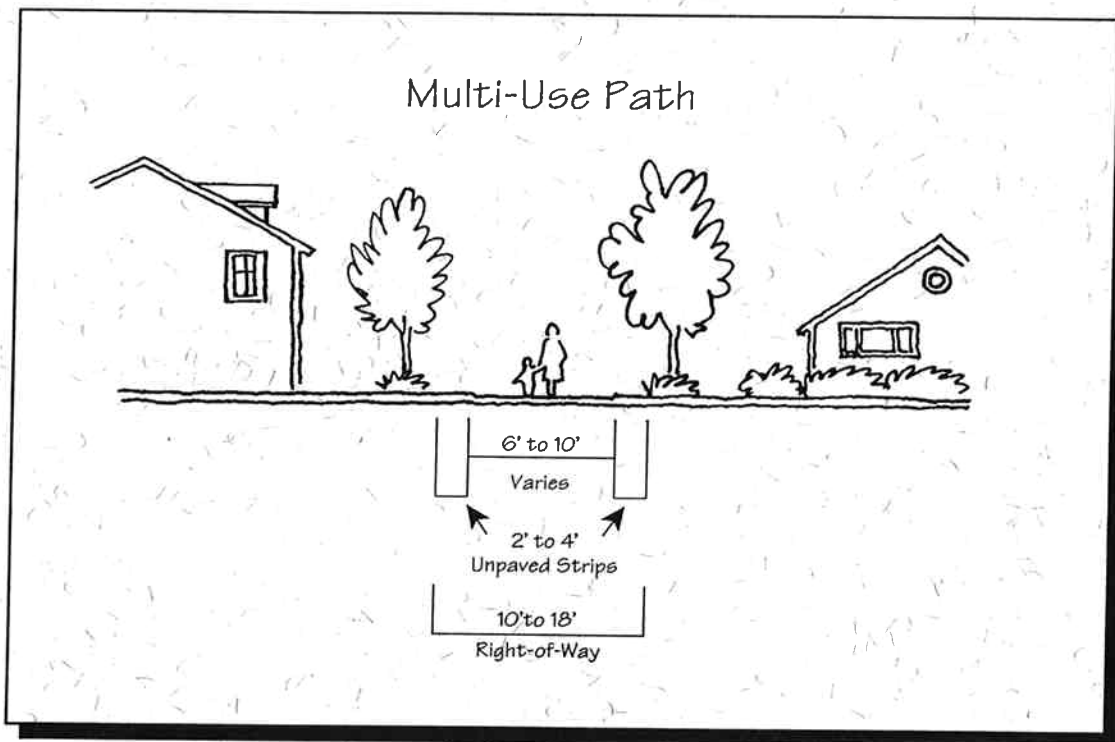 Multi-Use Path
6' to 10'
Varies
2' to 4'
Unpaved Strips
10'to 18'
Right-of-Way